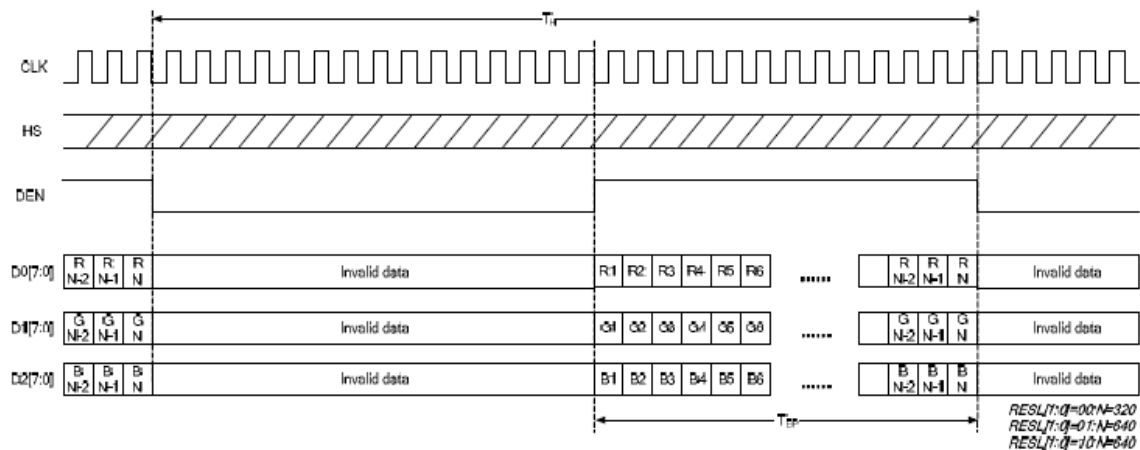 TH
CLK
HS
DEN
D0[7:0] R N-2 R N-1 R N Invalid data R1 R2 R3 R4 R5 R6 ...... R N-2 R N-1 R N Invalid data
D1[7:0] G N-2 G N-1 G N Invalid data G1 G2 G3 G4 G5 G6 ...... G N-2 G N-1 G N Invalid data
D2[7:0] B N-2 B N-1 B N Invalid data B1 B2 B3 B4 B5 B6 ...... B N-2 B N-1 B N Invalid data
TEP
RESL[1:0]=00:N=320
RESL[1:0]=01:N=640
RESL[1:0]=10:N=640